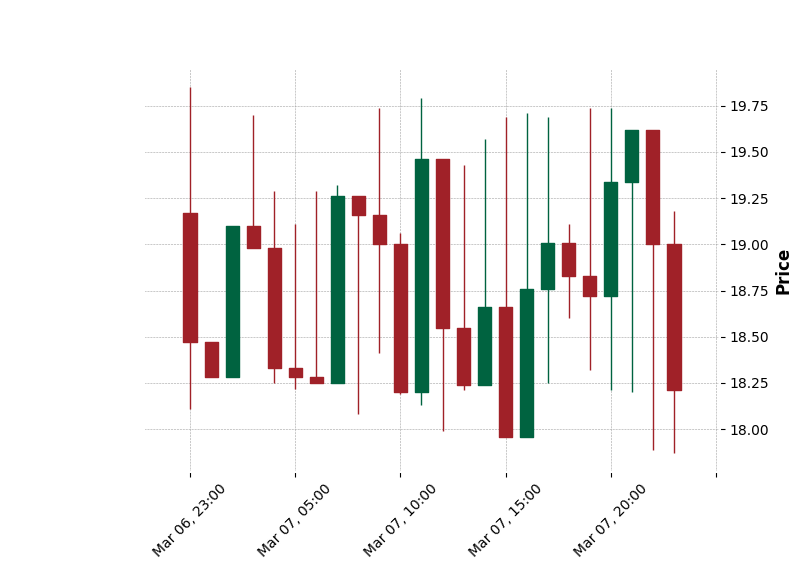 19.75
19.50
19.25
19.00
18.75
18.50
18.25
18.00
Price
Mar 06, 23:00
Mar 07, 05:00
Mar 07, 10:00
Mar 07, 15:00
Mar 07, 20:00